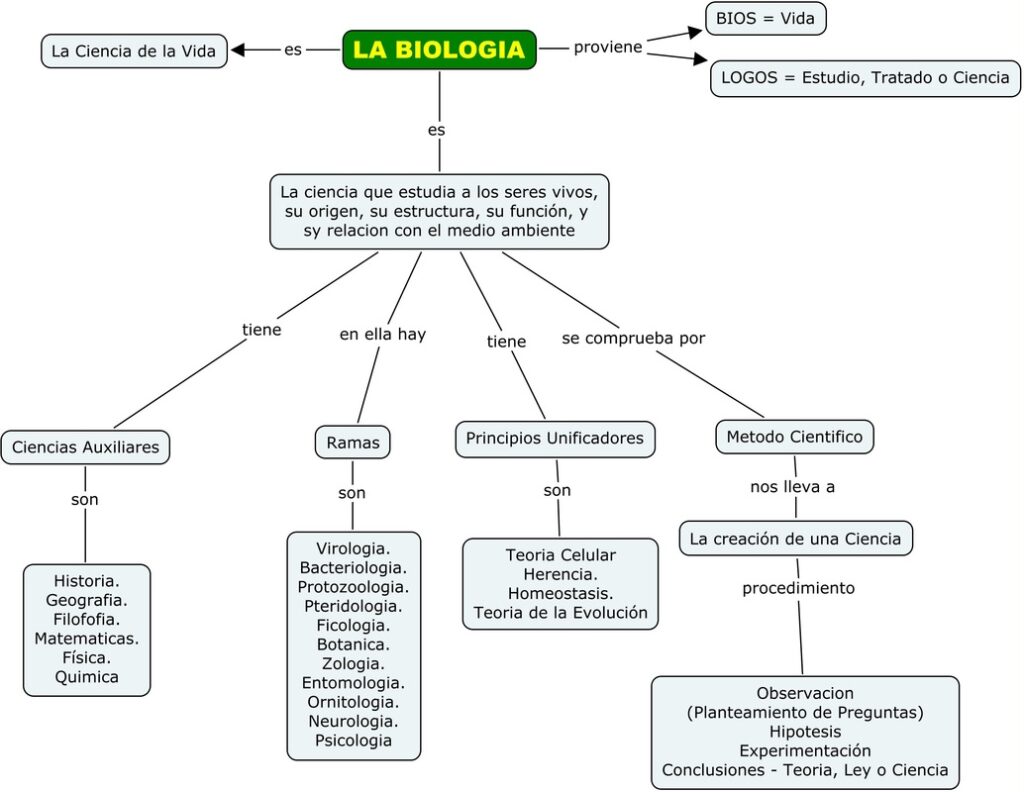 BIOS = Vida
La Ciencia de la Vida
es
LA BIOLOGIA
proviene
LOGOS = Estudio, Tratado o Ciencia
es
La ciencia que estudia a los seres vivos,
su origen, su estructura, su función, y
sy relacion con el medio ambiente
tiene
en ella hay
tiene
se comprueba por
Ciencias Auxiliares
Ramas
Principios Unificadores
Metodo Cientifico
son
son
son
nos lleva a
Historia.
Geografia.
Filofofia.
Matematicas.
Física.
Quimica
Virologia.
Bacteriologia.
Protozoologia.
Pteridologia.
Ficologia.
Botanica.
Zologia.
Entomologia.
Ornitologia.
Neurologia.
Psicologia
Teoria Celular
Herencia.
Homeostasis.
Teoria de la Evolución
La creación de una Ciencia
procedimiento
Observacion
(Planteamiento de Preguntas)
Hipotesis
Experimentación
Conclusiones - Teoria, Ley o Ciencia